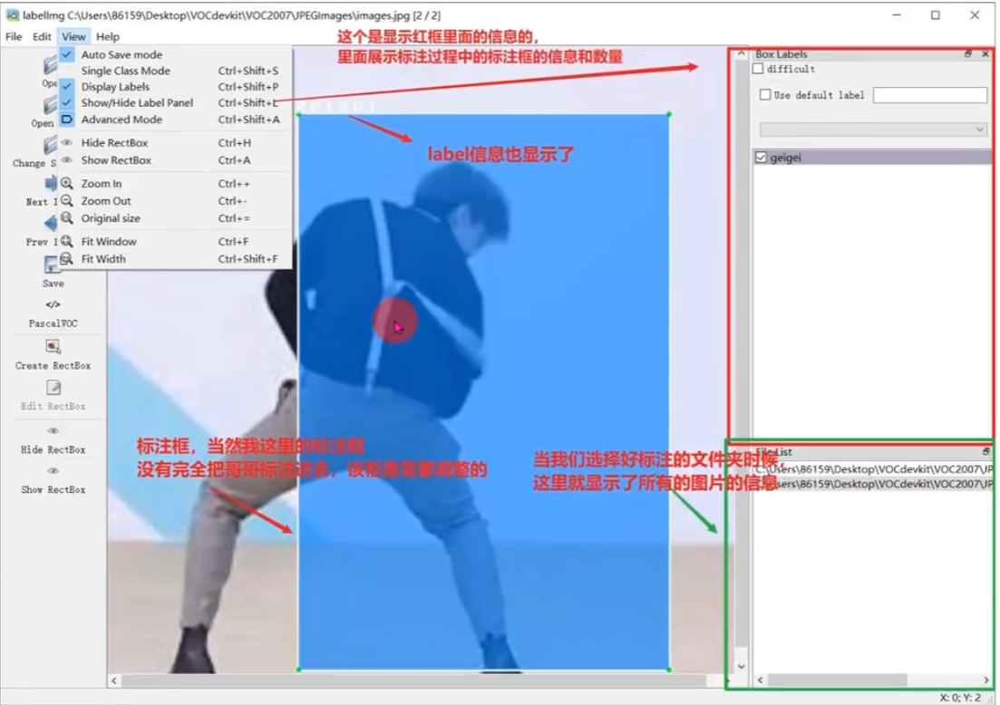 labelImg C:\Users\86159\Desktop\VOCdevkit\VOC2007\JPEGImages\images.jpg [2 / 2]
File Edit View Help
Auto Save mode
Single Class Mode Ctrl+Shift+S
Display Labels Ctrl+Shift+P
Show/Hide Label Panel Ctrl+Shift+L
Advanced Mode Ctrl+Shift+A
Hide RectBox Ctrl+H
Show RectBox Ctrl+A
Zoom In Ctrl++
Zoom Out Ctrl+-
Original size Ctrl+=
Fit Window Ctrl+F
Fit Width Ctrl+Shift+F
Open
Change S
Next I
Prev I
Save
PascalVOC
Create RectBox
Edit RectBox
Hide RectBox
Show RectBox
这个是显示红框里面的信息的，
里面展示标注过程中的标注框的信息和数量
geigei
label信息也显示了
标注框，当然我这里的标注框
没有完全把哥哥标注进去，该框是需要调整的
当我们选择好标注的文件夹时候，
这里就显示了所有的图片的信息
Box Labels
difficult
Use default label
geigei
File List
C:\Users\86159\Desktop\VOCdevkit\VOC2007\JP
sers\86159\Desktop\VOCdevkit\VOC2007\JP
X: 0; Y: 2